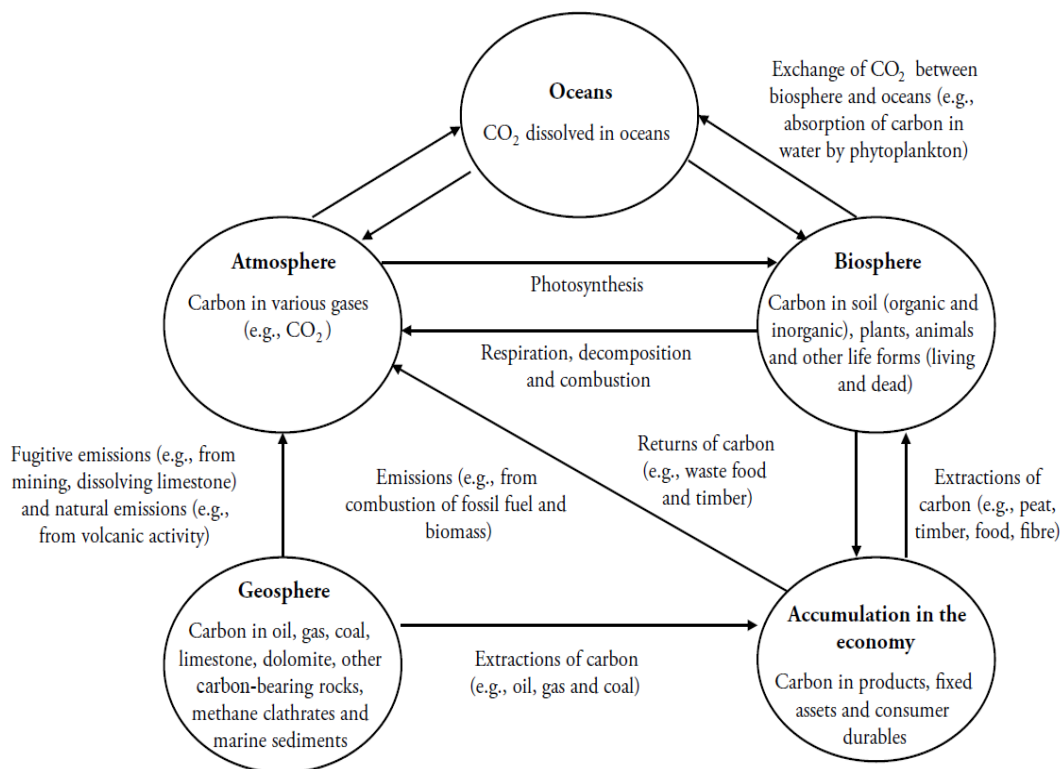 Oceans
CO₂ dissolved in oceans
Exchange of CO₂ between
biosphere and oceans (e.g.,
absorption of carbon in
water by phytoplankton)
Atmosphere
Carbon in various gases
(e.g., CO₂)
Photosynthesis
Respiration, decomposition
and combustion
Biosphere
Carbon in soil (organic and
inorganic), plants, animals
and other life forms (living
and dead)
Fugitive emissions (e.g., from
mining, dissolving limestone)
and natural emissions (e.g.,
from volcanic activity)
Emissions (e.g., from
combustion of fossil fuel and
biomass)
Returns of carbon
(e.g., waste food
and timber)
Extractions of
carbon (e.g., peat,
timber, food, fibre)
Geosphere
Carbon in oil, gas, coal,
limestone, dolomite, other
carbon-bearing rocks,
methane clathrates and
marine sediments
Extractions of carbon
(e.g., oil, gas and coal)
Accumulation in the
economy
Carbon in products, fixed
assets and consumer
durables